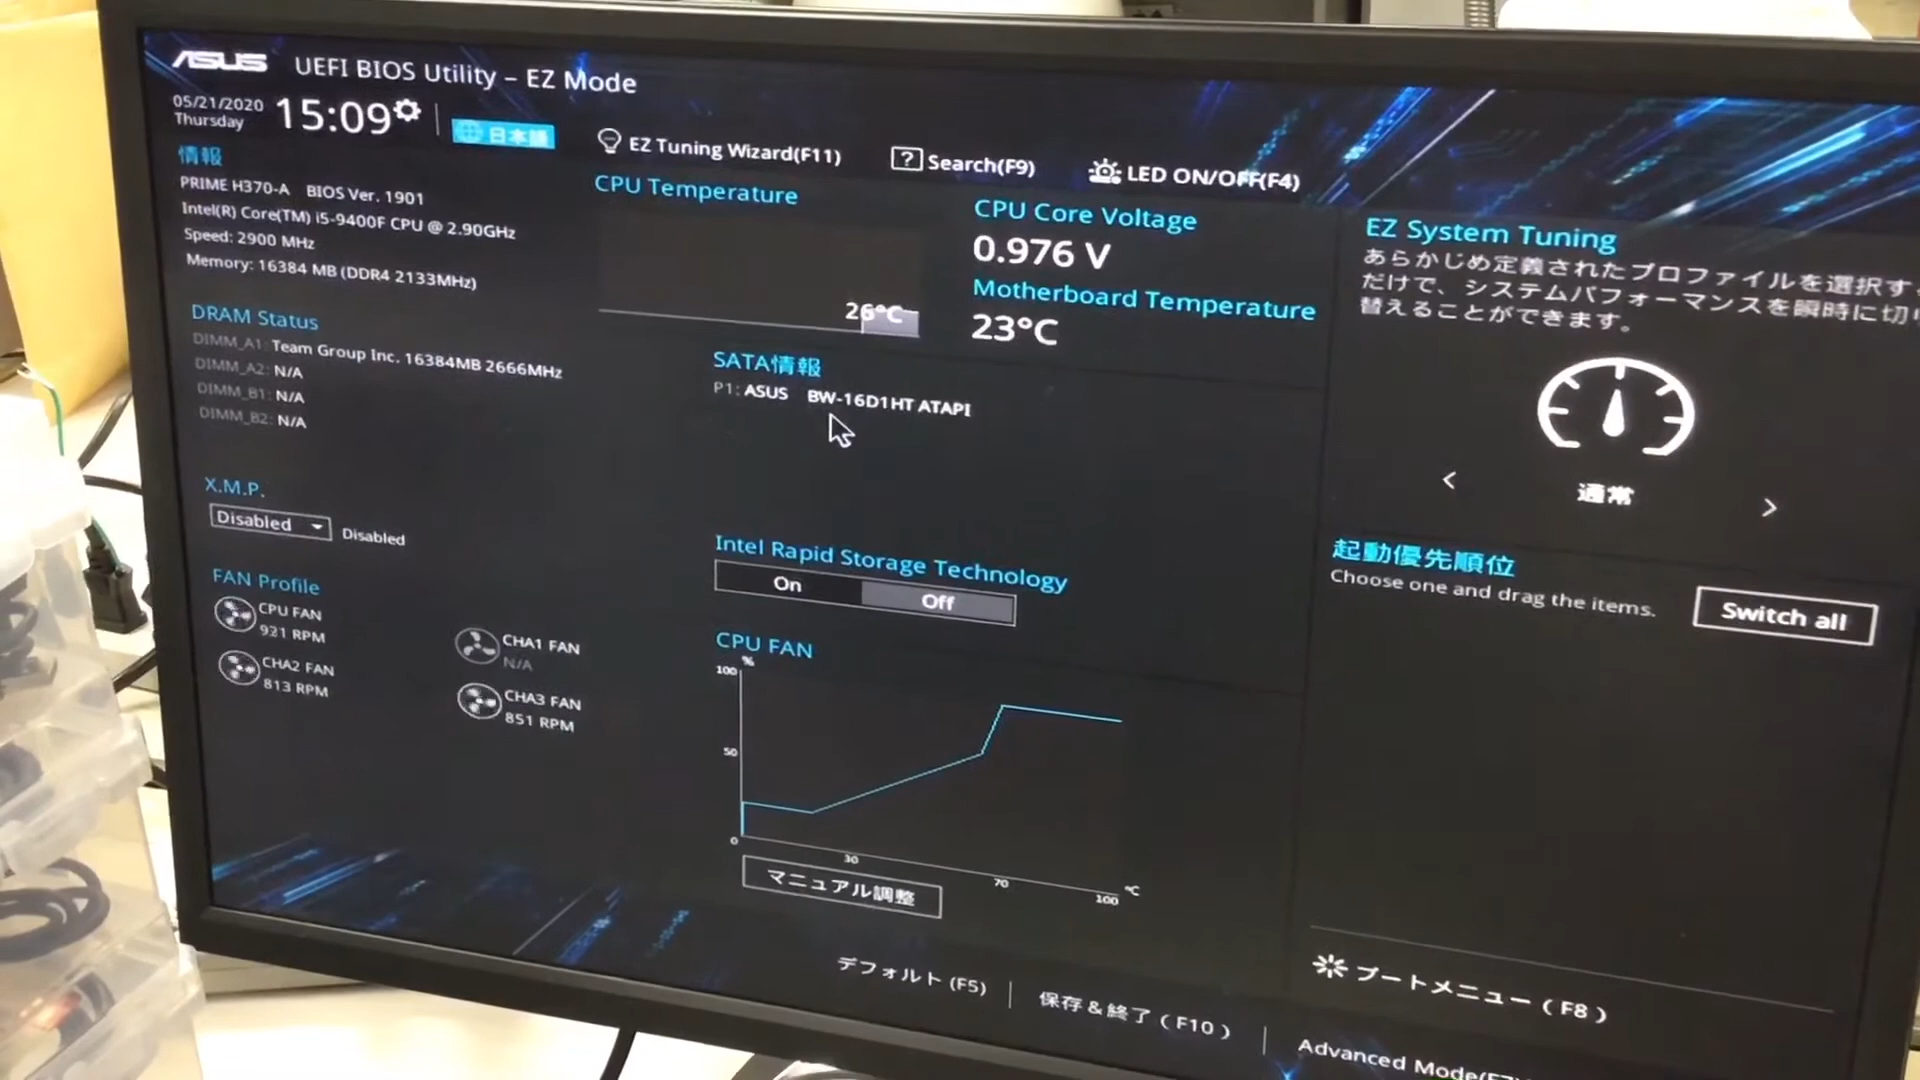 ASUS UEFI BIOS Utility – EZ Mode
05/21/2020
Thursday
15:09
日本語
EZ Tuning Wizard(F11)
Search(F9)
LED ON/OFF(F4)
情報
PRIME H370-A BIOS Ver. 1901
Intel(R) Core(TM) i5-9400F CPU @ 2.90GHz
Speed: 2900 MHz
Memory: 16384 MB (DDR4 2133MHz)
DRAM Status
DIMM_A1: Team Group Inc. 16384MB 2666MHz
DIMM_A2: N/A
DIMM_B1: N/A
DIMM_B2: N/A
X.M.P.
Disabled
Disabled
FAN Profile
CPU FAN
921 RPM
CHA1 FAN
N/A
CHA2 FAN
813 RPM
CHA3 FAN
851 RPM
CPU Temperature
26°C
CPU Core Voltage
0.976 V
Motherboard Temperature
23°C
SATA情報
P1: ASUS BW-16D1HT ATAPI
Intel Rapid Storage Technology
On
Off
CPU FAN
%
100
50
0
30
70
100
°C
マニュアル調整
EZ System Tuning
あらかじめ定義されたプロファイルを選択す
だけで、システムパフォーマンスを瞬時に切
替えることができます。
通常
起動優先順位
Choose one and drag the items.
Switch all
ブートメニュー(F8)
デフォルト(F5)
保存&終了(F10)
Advanced Mode